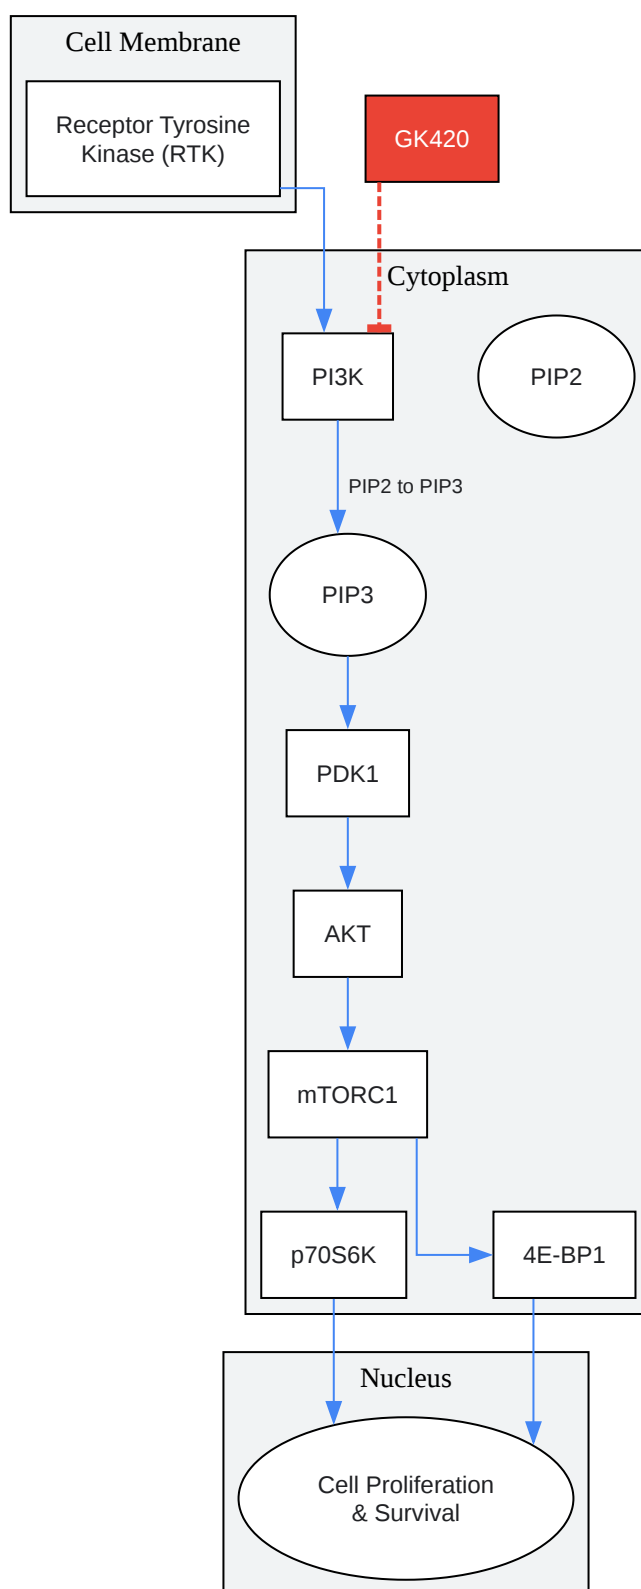 Cell Membrane
Receptor Tyrosine
Kinase (RTK)
GK420
Cytoplasm
PI3K
PIP2
PIP2 to PIP3
PIP3
PDK1
AKT
mTORC1
p70S6K
4E-BP1
Nucleus
Cell Proliferation
& Survival